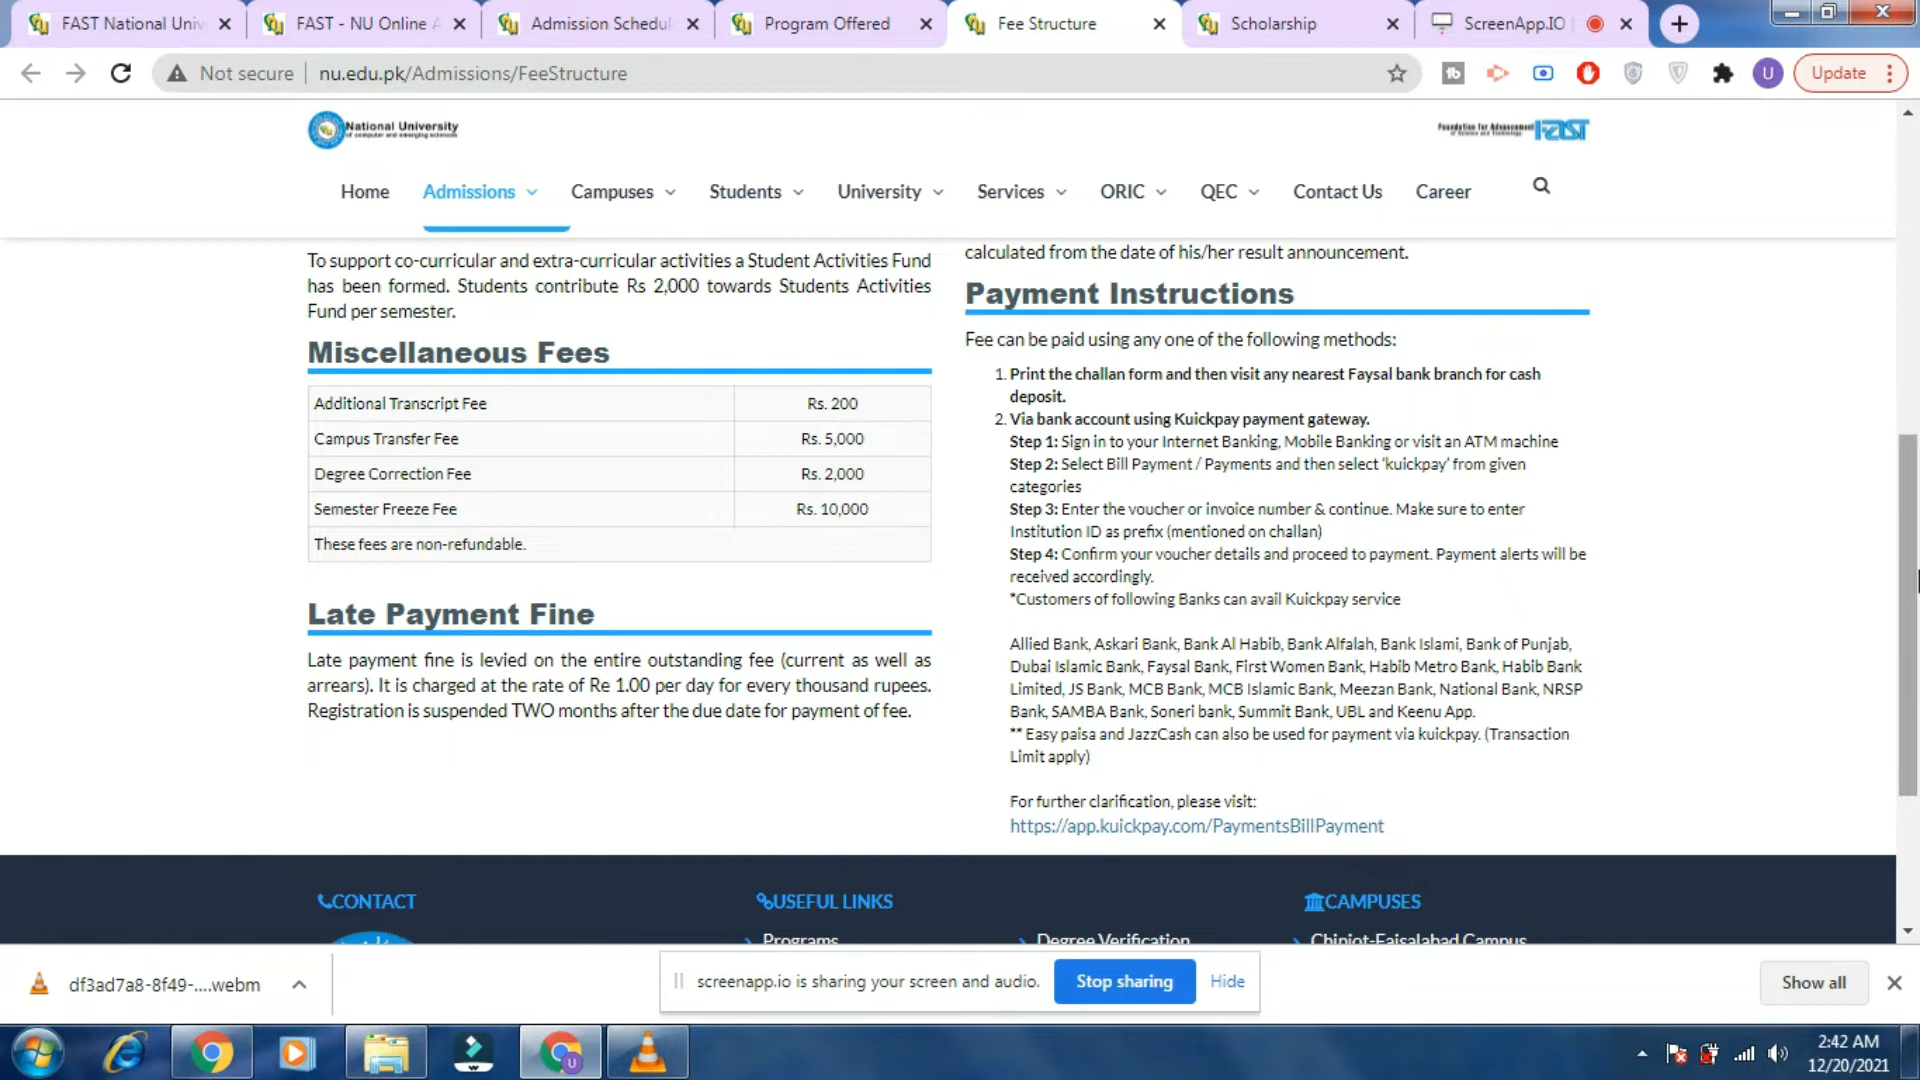 FAST National Univ
FAST - NU Online A
Admission Schedul
Program Offered
Fee Structure
Scholarship
ScreenApp.IO
Not secure
nu.edu.pk/Admissions/FeeStructure
U
Update
National University
of computer and emerging sciences
Foundation for Advancement
of Science and Technology
FAST
Home
Admissions
Campuses
Students
University
Services
ORIC
QEC
Contact Us
Career
To support co-curricular and extra-curricular activities a Student Activities Fund
has been formed. Students contribute Rs 2,000 towards Students Activities
Fund per semester.
Miscellaneous Fees
Additional Transcript Fee Rs. 200
Campus Transfer Fee Rs. 5,000
Degree Correction Fee Rs. 2,000
Semester Freeze Fee Rs. 10,000
These fees are non-refundable.
Late Payment Fine
Late payment fine is levied on the entire outstanding fee (current as well as
arrears). It is charged at the rate of Re 1.00 per day for every thousand rupees.
Registration is suspended TWO months after the due date for payment of fee.
calculated from the date of his/her result announcement.
Payment Instructions
Fee can be paid using any one of the following methods:
1. Print the challan form and then visit any nearest Faysal bank branch for cash
deposit.
2. Via bank account using Kuickpay payment gateway.
Step 1: Sign in to your Internet Banking, Mobile Banking or visit an ATM machine
Step 2: Select Bill Payment / Payments and then select 'kuickpay' from given
categories
Step 3: Enter the voucher or invoice number & continue. Make sure to enter
Institution ID as prefix (mentioned on challan)
Step 4: Confirm your voucher details and proceed to payment. Payment alerts will be
received accordingly.
*Customers of following Banks can avail Kuickpay service
Allied Bank, Askari Bank, Bank Al Habib, Bank Alfalah, Bank Islami, Bank of Punjab,
Dubai Islamic Bank, Faysal Bank, First Women Bank, Habib Metro Bank, Habib Bank
Limited, JS Bank, MCB Bank, MCB Islamic Bank, Meezan Bank, National Bank, NRSP
Bank, SAMBA Bank, Soneri bank, Summit Bank, UBL and Keenu App.
** Easy paisa and JazzCash can also be used for payment via kuickpay. (Transaction
Limit apply)
For further clarification, please visit:
https://app.kuickpay.com/PaymentsBillPayment
CONTACT
USEFUL LINKS
CAMPUSES
Programs
Degree Verification
Chiniot-Faisalabad Campus
df3ad7a8-8f49-....webm
screenapp.io is sharing your screen and audio.
Stop sharing
Hide
Show all
2:42 AM
12/20/2021